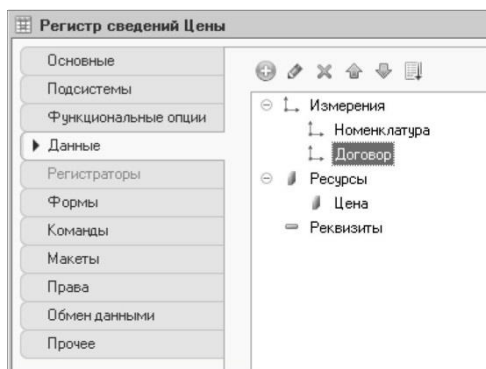 Регистр сведений Цены
Основные
Подсистемы
Функциональные опции
Данные
Регистраторы
Формы
Команды
Макеты
Права
Обмен данными
Прочее
Измерения
Номенклатура
Договор
Ресурсы
Цена
Реквизиты